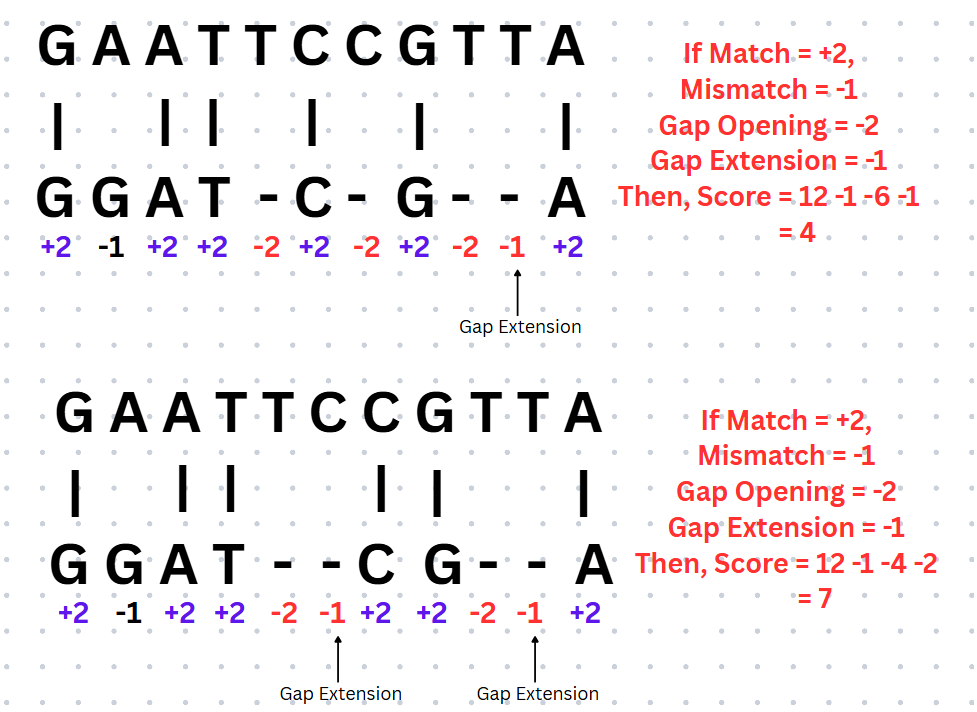 G A A T T C C G T T A
| | | | | |
G G A T - C - G - - A
+2 -1 +2 +2 -2 +2 -2 +2 -2 -1 +2
Gap Extension
If Match = +2,
Mismatch = -1
Gap Opening = -2
Gap Extension = -1
Then, Score = 12 -1 -6 -1
= 4
G A A T T C C G T T A
| | | | | |
G G A T - - C G - - A
+2 -1 +2 +2 -2 -1 +2 +2 -2 -1 +2
Gap Extension Gap Extension
If Match = +2,
Mismatch = -1
Gap Opening = -2
Gap Extension = -1
Then, Score = 12 -1 -4 -2
= 7